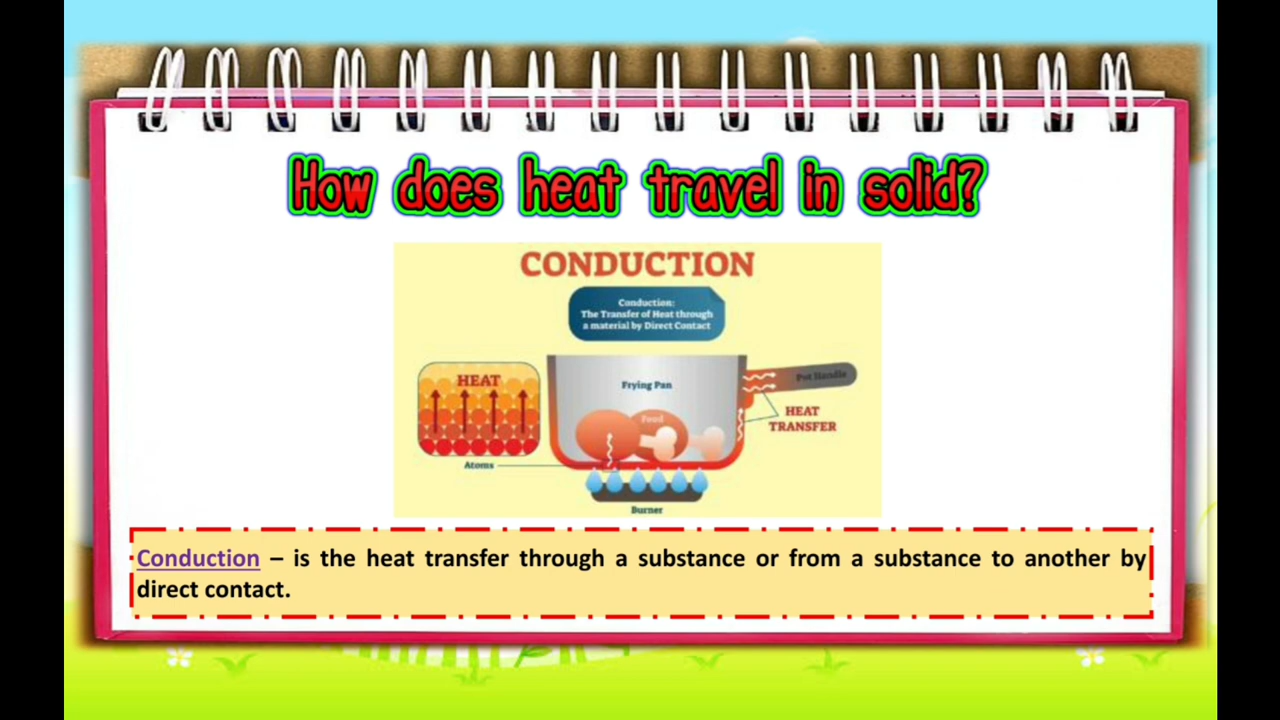 How does heat travel in solid?
CONDUCTION
Conduction:
The Transfer of Heat through
a material by Direct Contact
HEAT
Frying Pan
Pot Handle
Food
HEAT
TRANSFER
Atoms
Burner
Conduction – is the heat transfer through a substance or from a substance to another by
direct contact.